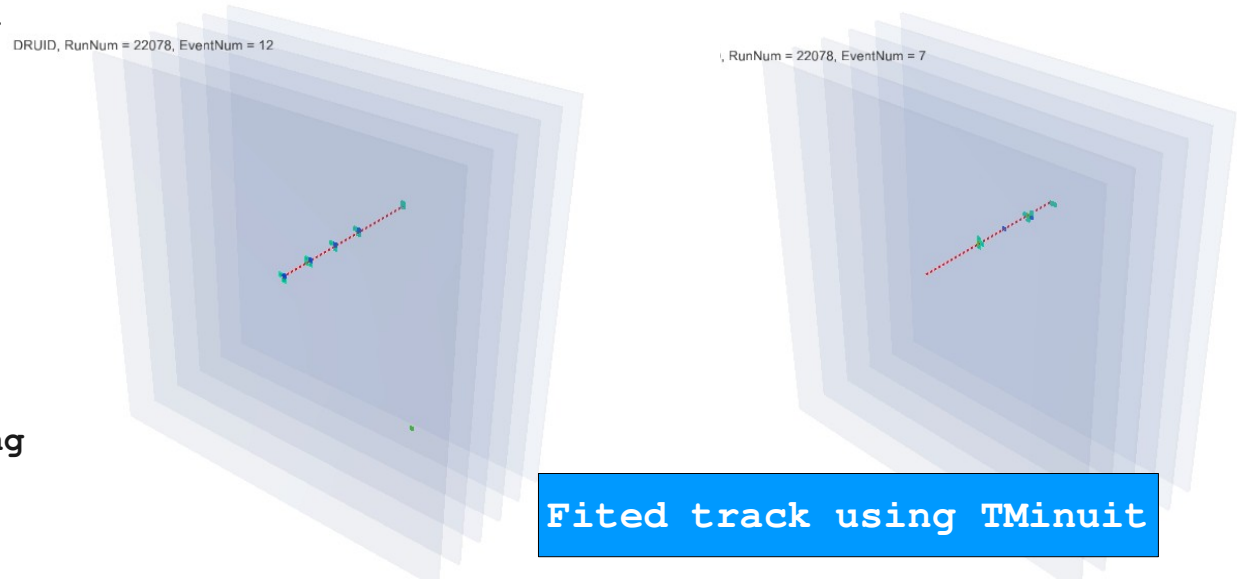 DRUID, RunNum = 22078, EventNum = 12
, RunNum = 22078, EventNum = 7
Fited track using TMinuit